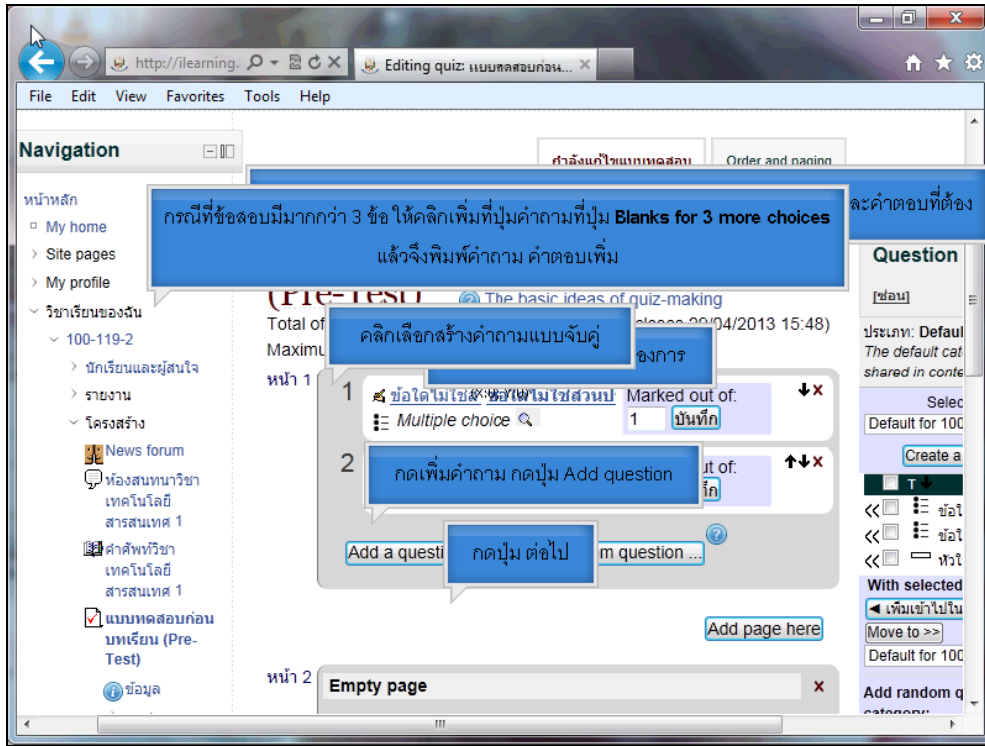 http://ilearning.
Editing quiz: แบบทดสอบก่อน...
File Edit View Favorites Tools Help
Navigation
กำลังแก้ไขแบบทดสอบ
Order and paging
หน้าหลัก
My home
Site pages
My profile
วิชาเรียนของฉัน
100-119-2
นักเรียนและผู้สนใจ
รายงาน
โครงสร้าง
News forum
ห้องสนทนาวิชา
เทคโนโลยี
สารสนเทศ 1
คำศัพท์วิชา
เทคโนโลยี
สารสนเทศ 1
แบบทดสอบก่อน
บทเรียน (Pre-
Test)
ข้อมูล
ละคำตอบที่ต้อง
กรณีที่ข้อสอบมีมากกว่า 3 ข้อ ให้คลิกเพิ่มที่ปุ่มคำถามที่ปุ่ม Blanks for 3 more choices
แล้วจึงพิมพ์คำถาม คำตอบเพิ่ม
(Pre-Test)
The basic ideas of quiz-making
Total of
09/04/2013 15:48)
คลิกเลือกสร้างคำถามแบบจับคู่
องการ
หน้า 1
1
Marked out of:
Multiple choice
1
บันทึก
2
ut of:
กดเพิ่มคำถาม กดปุ่ม Add question
Add a questi
m question ...
กดปุ่ม ต่อไป
Add page here
หน้า 2
Empty page
Question
[ซ่อน]
ประเภท: Defaul
The default cat
shared in conte
Selec
Default for 100
Create a
T
ข้อใ
ข้อใ
หัวใ
With selected
เพิ่มเข้าไปใน
Move to >>
Default for 100
Add random q